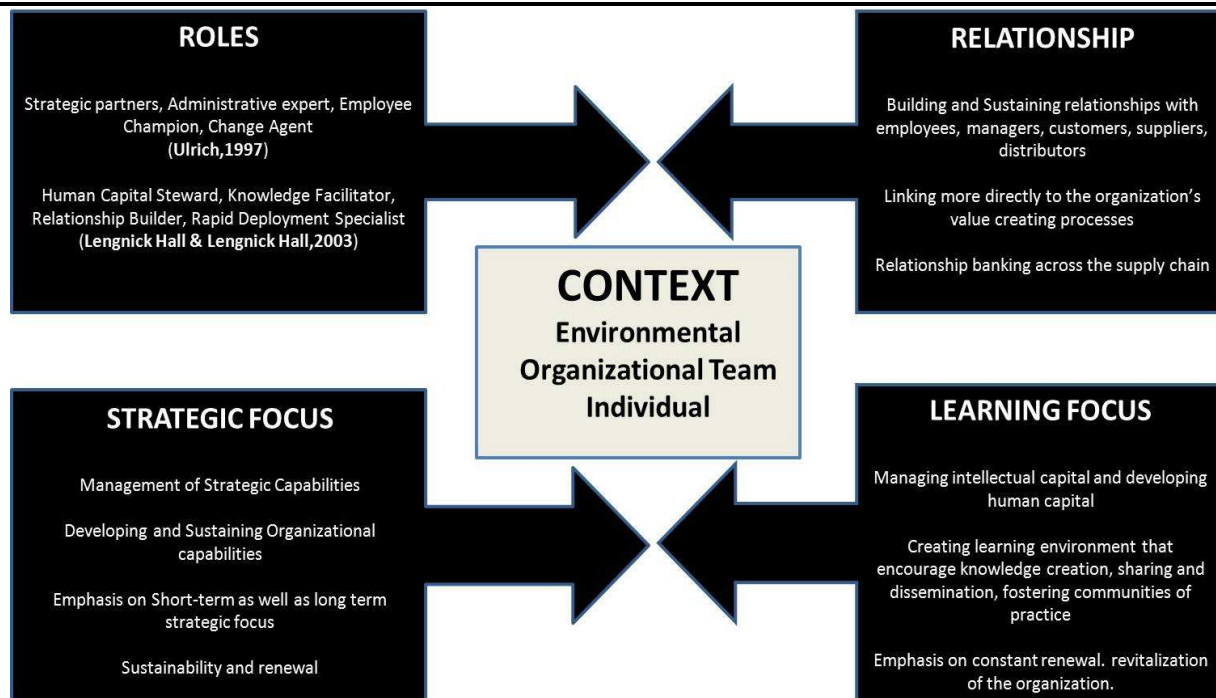 ROLES
Strategic partners, Administrative expert, Employee
Champion, Change Agent
(Ulrich,1997)
Human Capital Steward, Knowledge Facilitator,
Relationship Builder, Rapid Deployment Specialist
(Lengnick Hall & Lengnick Hall,2003)
RELATIONSHIP
Building and Sustaining relationships with
employees, managers, customers, suppliers,
distributors
Linking more directly to the organization’s
value creating processes
Relationship banking across the supply chain
CONTEXT
Environmental
Organizational Team
Individual
STRATEGIC FOCUS
Management of Strategic Capabilities
Developing and Sustaining Organizational
capabilities
Emphasis on Short-term as well as long term
strategic focus
Sustainability and renewal
LEARNING FOCUS
Managing intellectual capital and developing
human capital
Creating learning environment that
encourage knowledge creation, sharing and
dissemination, fostering communities of
practice
Emphasis on constant renewal. revitalization
of the organization.